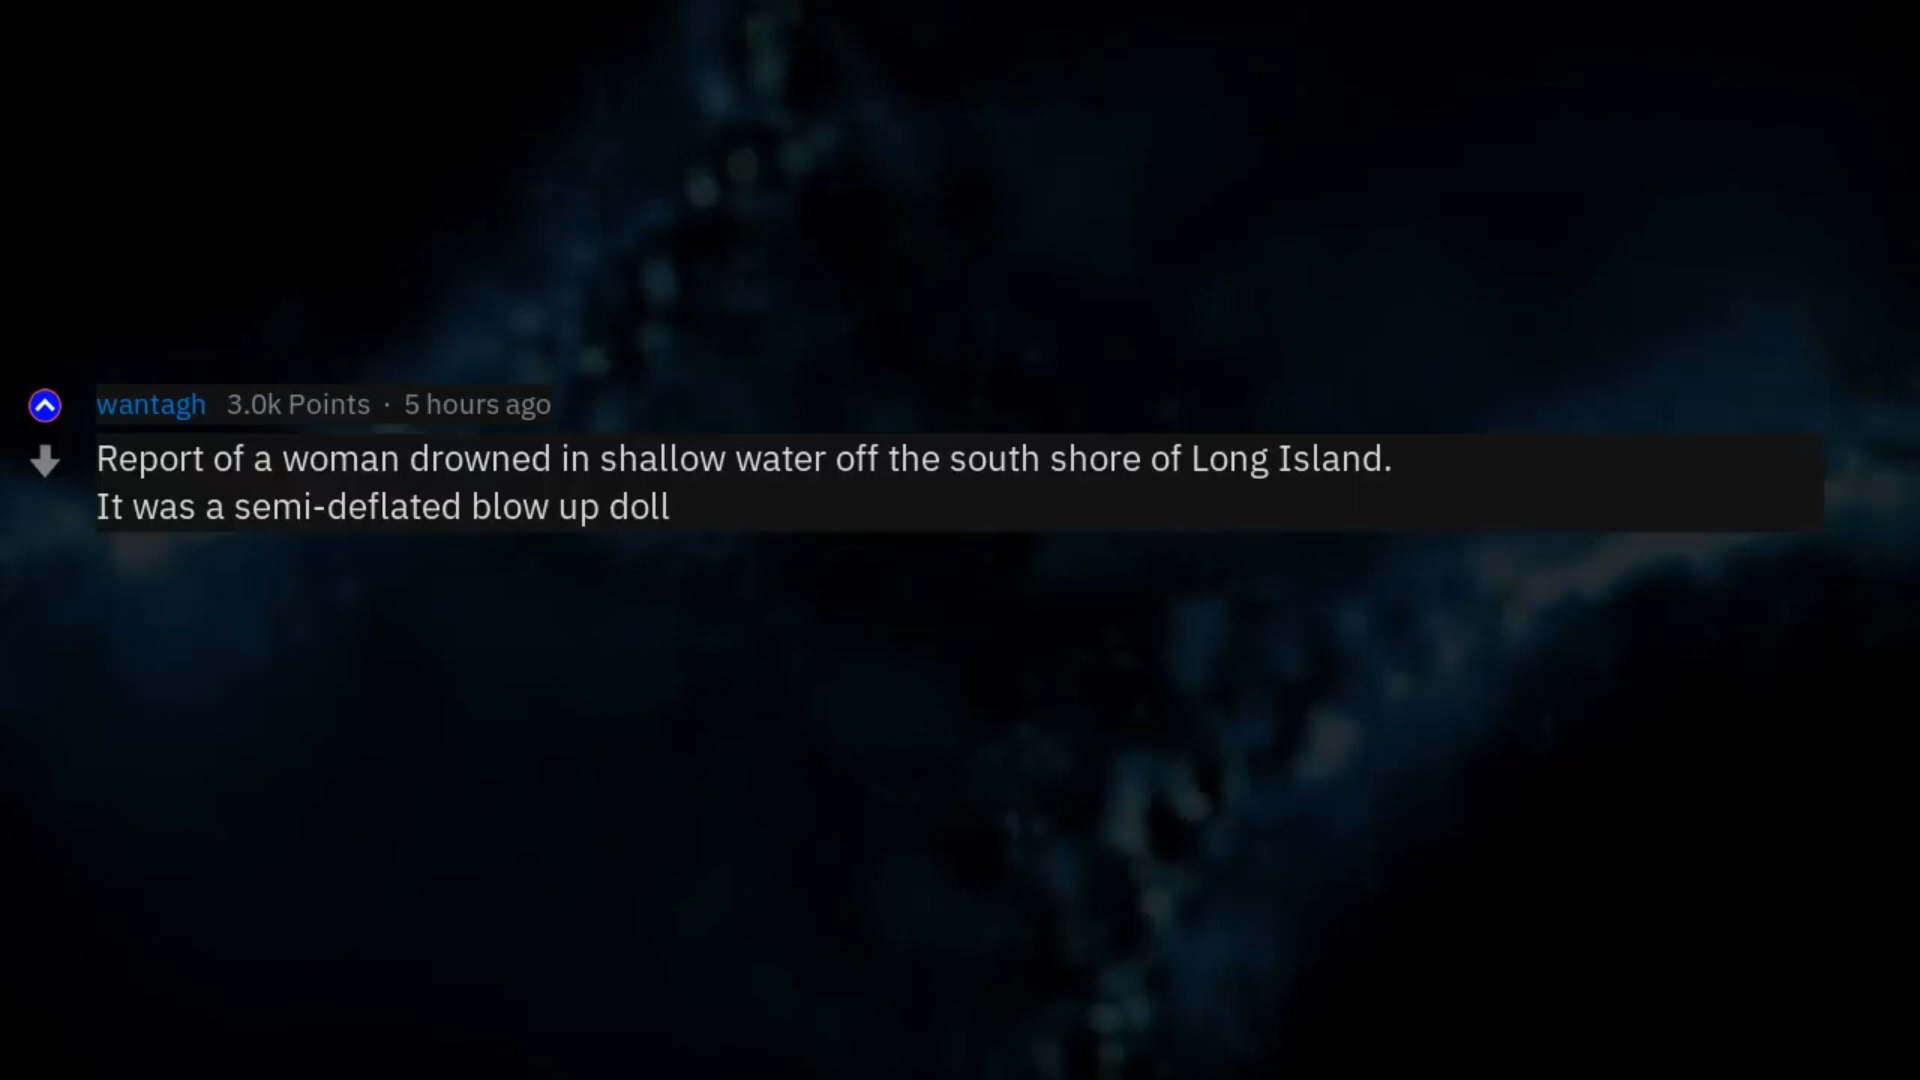 wantagh 3.0k Points · 5 hours ago
Report of a woman drowned in shallow water off the south shore of Long Island.
It was a semi-deflated blow up doll